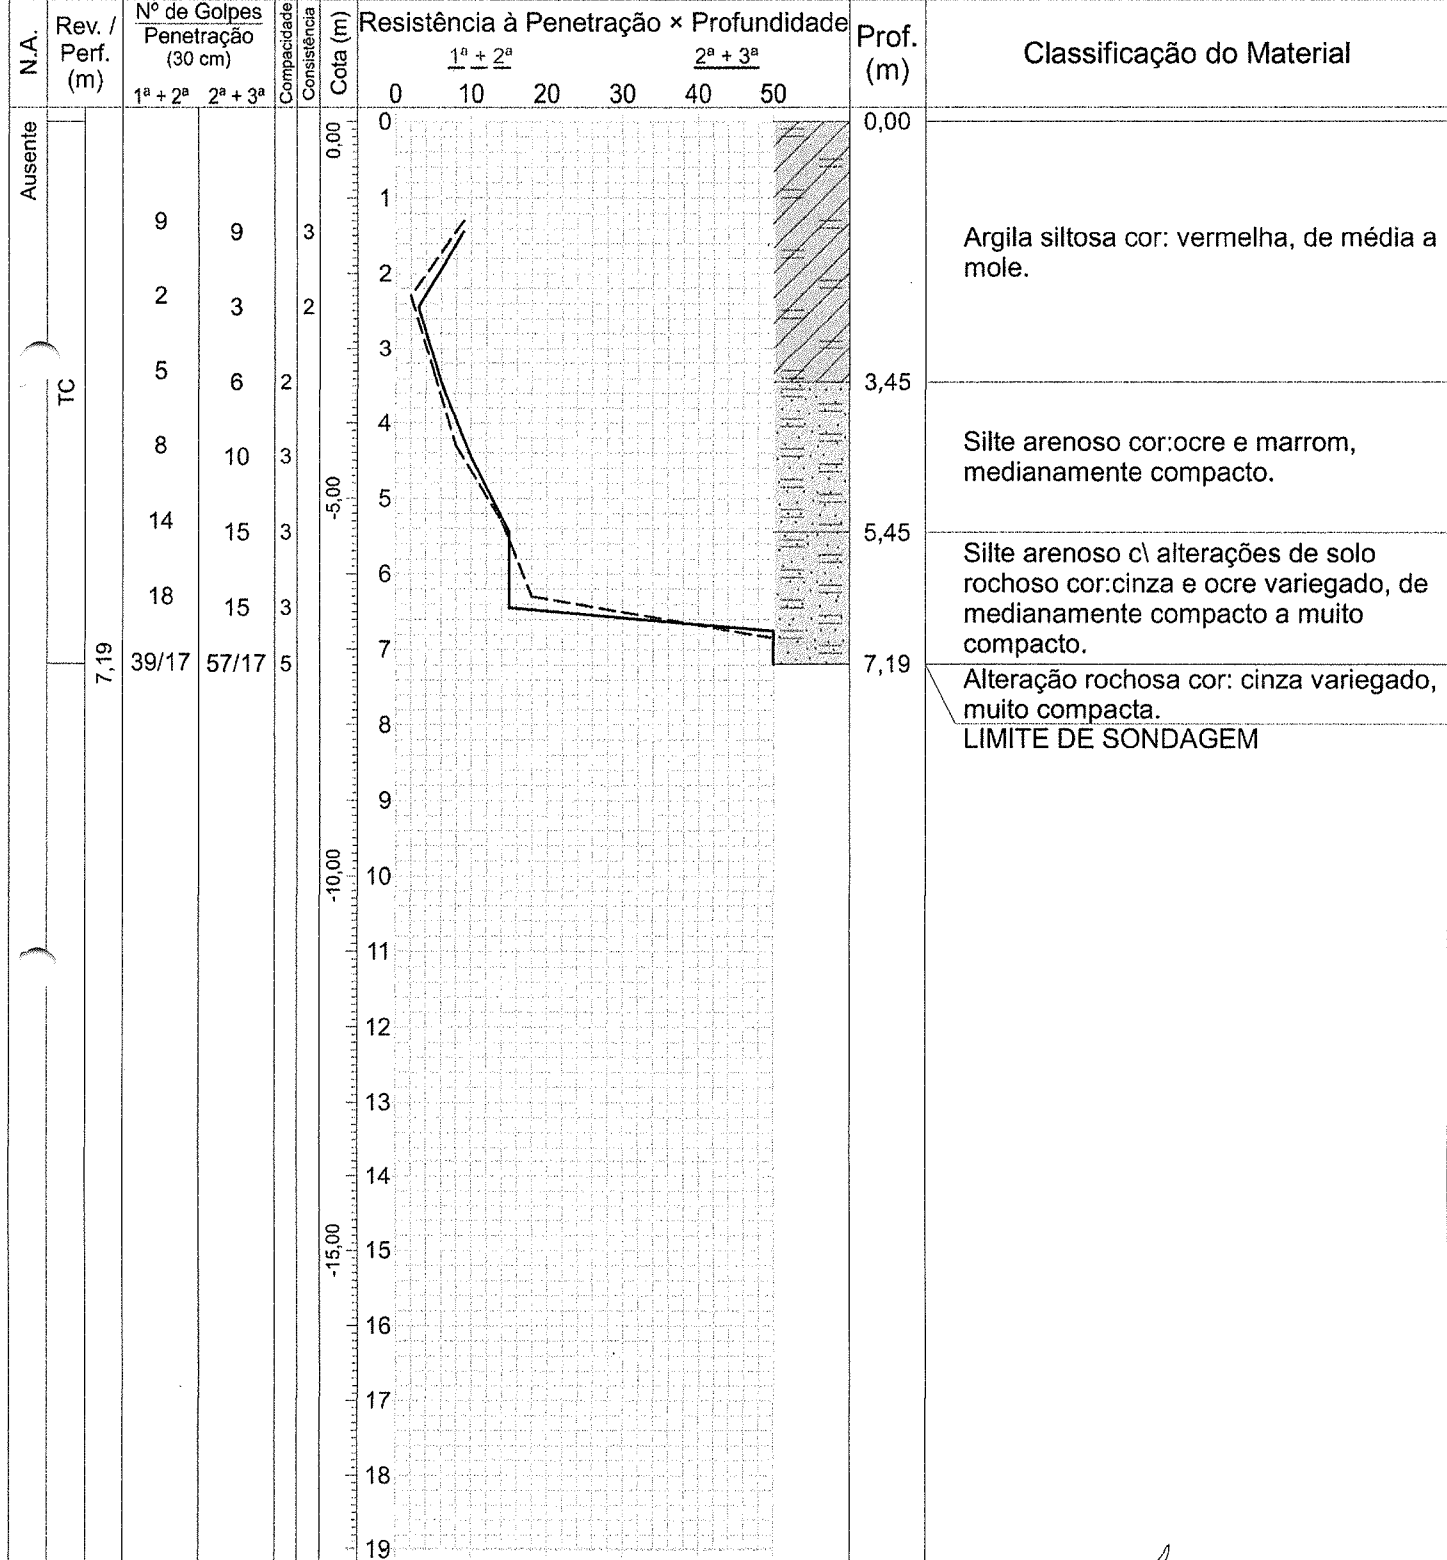 N.A.
Rev. /
Perf.
(m)
Nº de Golpes
Penetração
(30 cm)
1ª + 2ª 2ª + 3ª
Compacidade
Consistência
Cota (m)
Resistência à Penetração × Profundidade
1ª + 2ª 2ª + 3ª
0 10 20 30 40 50
Prof.
(m)
Classificação do Material
Ausente
TC
7,19
9 9 3
2 3 2
5 6 2
8 10 3
14 15 3
18 15 3
39/17 57/17 5
0,00
-5,00
-10,00
-15,00
0
1
2
3
4
5
6
7
8
9
10
11
12
13
14
15
16
17
18
19
0,00
3,45
5,45
7,19
Argila siltosa cor: vermelha, de média a
mole.
Silte arenoso cor:ocre e marrom,
medianamente compacto.
Silte arenoso c\ alterações de solo
rochoso cor:cinza e ocre variegado, de
medianamente compacto a muito
compacto.
Alteração rochosa cor: cinza variegado,
muito compacta.
LIMITE DE SONDAGEM